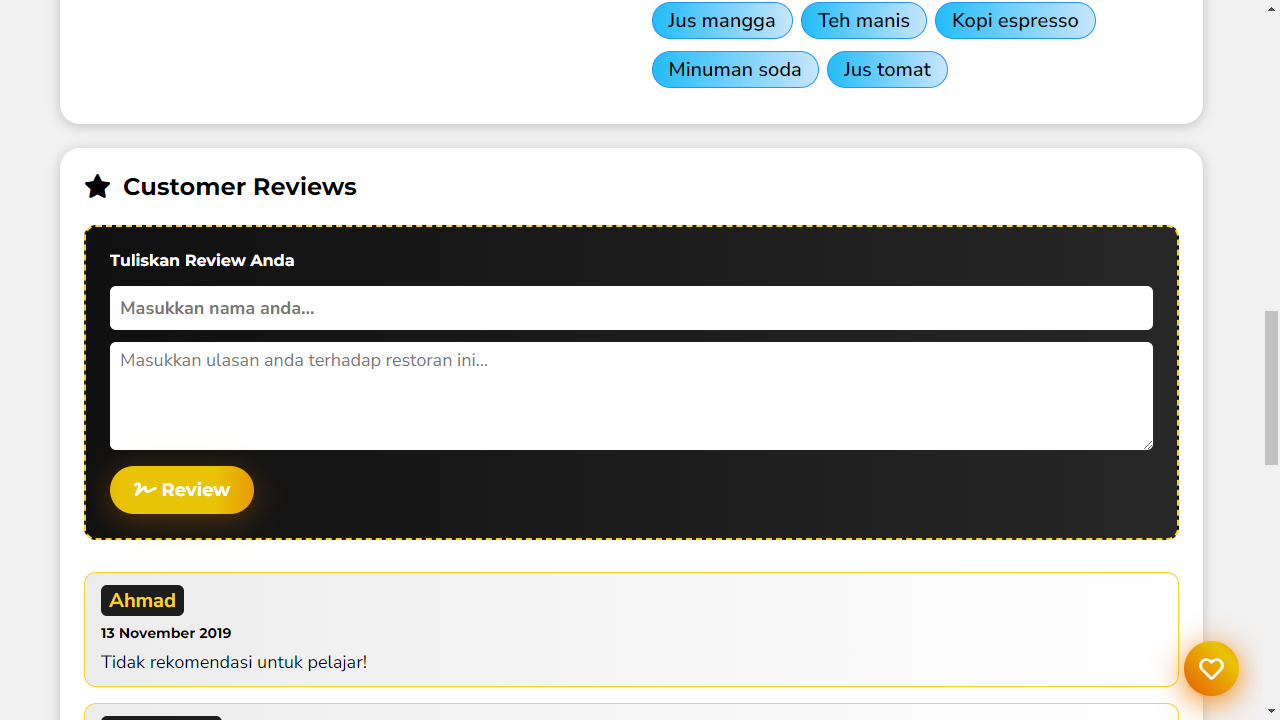 Jus mangga Teh manis Kopi espresso
Minuman soda Jus tomat
Customer Reviews
Tuliskan Review Anda
Masukkan nama anda...
Masukkan ulasan anda terhadap restoran ini...
Review
Ahmad
13 November 2019
Tidak rekomendasi untuk pelajar!